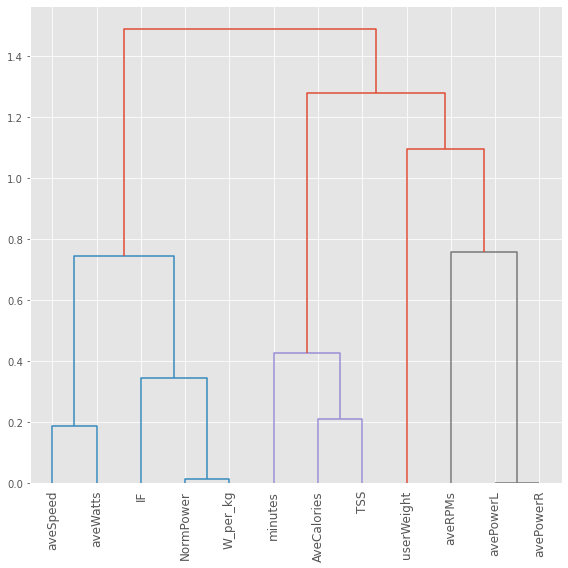 1.4
1.2
1.0
0.8
0.6
0.4
0.2
0.0
aveSpeed
aveWatts
IF
NormPower
W_per_kg
minutes
AveCalories
TSS
userWeight
aveRPMs
avePowerL
avePowerR